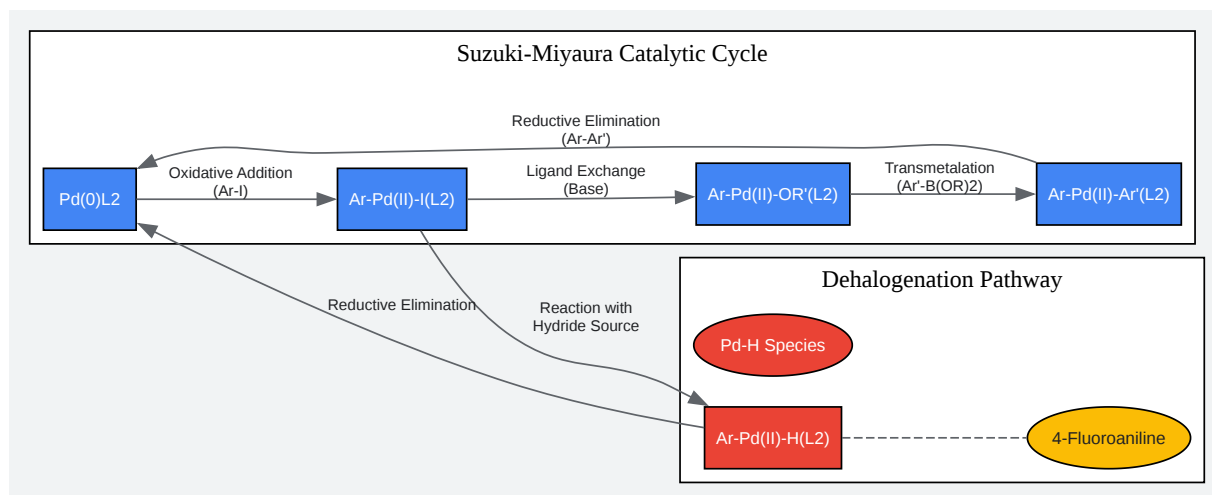 Suzuki-Miyaura Catalytic Cycle
Reductive Elimination
(Ar-Ar')
Pd(0)L2
Oxidative Addition
(Ar-I)
Ar-Pd(II)-I(L2)
Ligand Exchange
(Base)
Ar-Pd(II)-OR'(L2)
Transmetalation
(Ar'-B(OR)2)
Ar-Pd(II)-Ar'(L2)
Reductive Elimination
Reaction with
Hydride Source
Dehalogenation Pathway
Pd-H Species
Ar-Pd(II)-H(L2)
4-Fluoroaniline